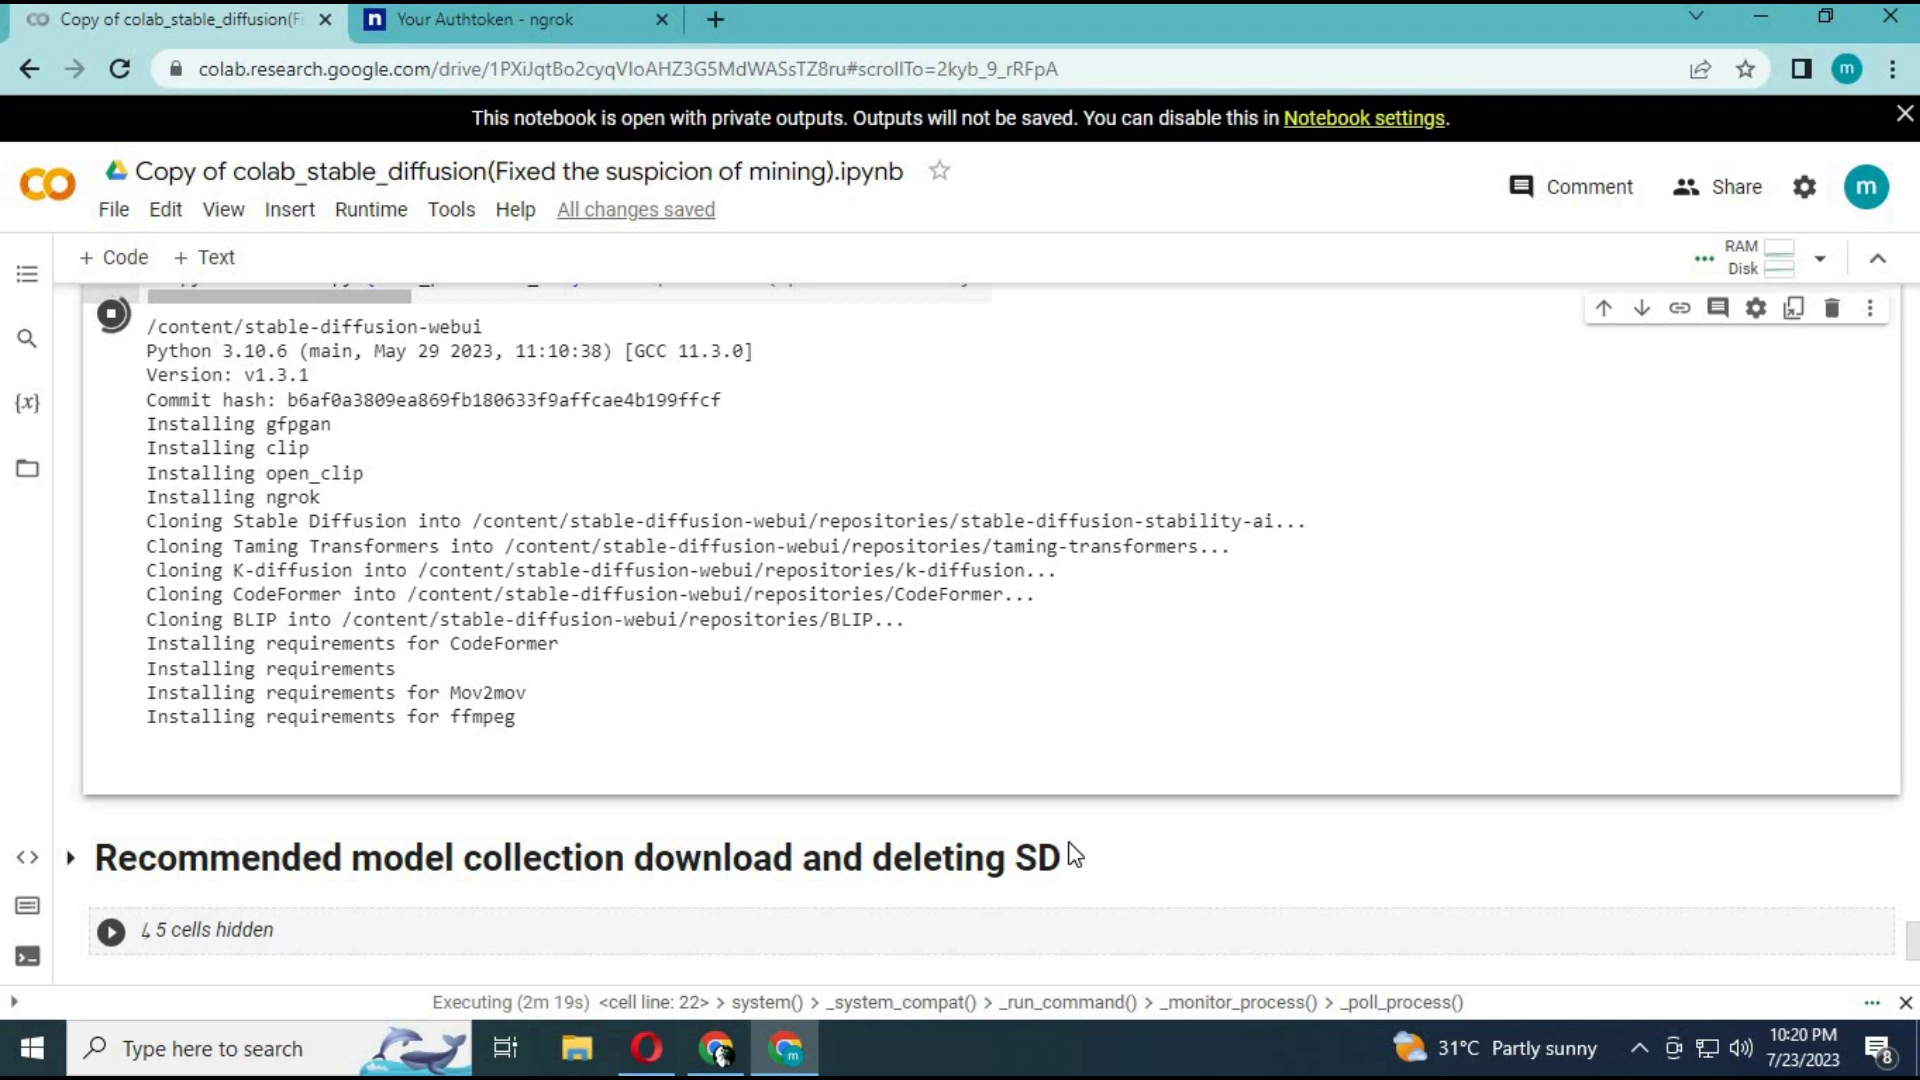 Copy of colab_stable_diffusion(Fi
Your Authtoken - ngrok
colab.research.google.com/drive/1PXiJqtBo2cyqVIoAHZ3G5MdWASsTZ8ru#scrollTo=2kyb_9_rRFpA
m
This notebook is open with private outputs. Outputs will not be saved. You can disable this in Notebook settings.
Copy of colab_stable_diffusion(Fixed the suspicion of mining).ipynb
Comment Share m
File Edit View Insert Runtime Tools Help All changes saved
+ Code + Text
RAM
Disk
/content/stable-diffusion-webui
Python 3.10.6 (main, May 29 2023, 11:10:38) [GCC 11.3.0]
Version: v1.3.1
Commit hash: b6af0a3809ea869fb180633f9affcae4b199ffcf
Installing gfpgan
Installing clip
Installing open_clip
Installing ngrok
Cloning Stable Diffusion into /content/stable-diffusion-webui/repositories/stable-diffusion-stability-ai...
Cloning Taming Transformers into /content/stable-diffusion-webui/repositories/taming-transformers...
Cloning K-diffusion into /content/stable-diffusion-webui/repositories/k-diffusion...
Cloning CodeFormer into /content/stable-diffusion-webui/repositories/CodeFormer...
Cloning BLIP into /content/stable-diffusion-webui/repositories/BLIP...
Installing requirements for CodeFormer
Installing requirements
Installing requirements for Mov2mov
Installing requirements for ffmpeg
Recommended model collection download and deleting SD
↳ 5 cells hidden
Executing (2m 19s) <cell line: 22> > system() > _system_compat() > _run_command() > _monitor_process() > _poll_process()
Type here to search
31°C Partly sunny
10:20 PM
7/23/2023
8